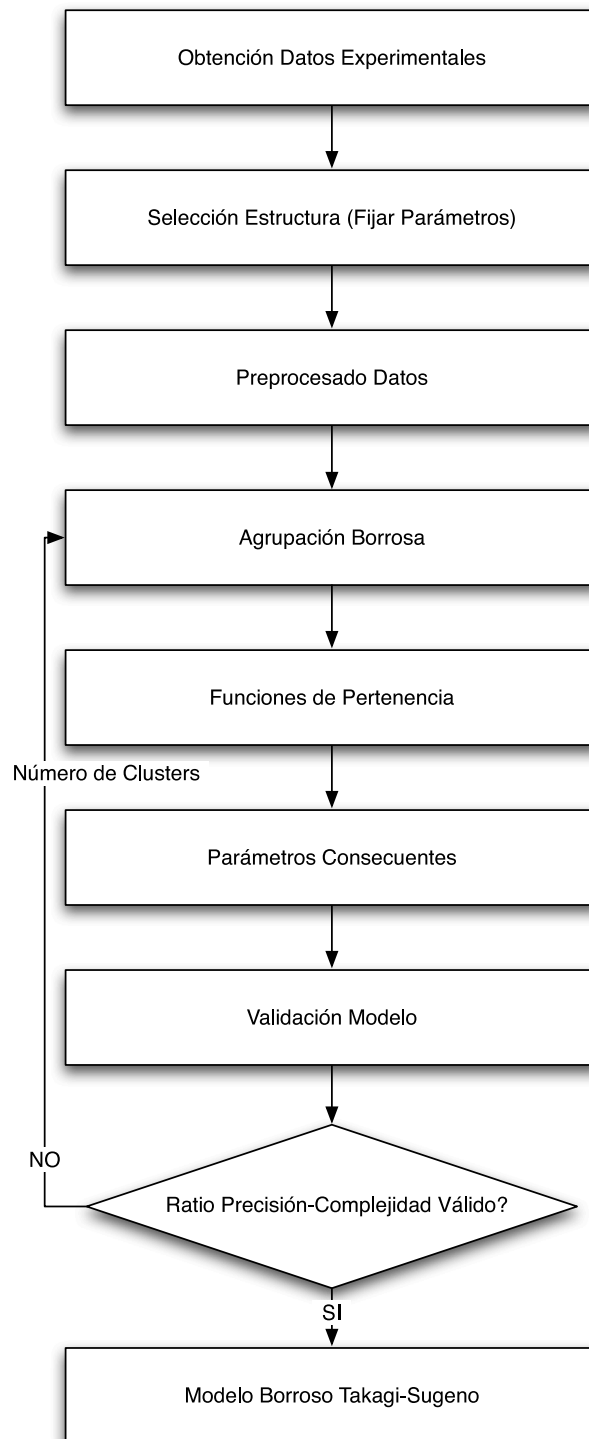 Obtención Datos Experimentales
Selección Estructura (Fijar Parámetros)
Preprocesado Datos
Agrupación Borrosa
Funciones de Pertenencia
Número de Clusters
Parámetros Consecuentes
Validación Modelo
NO
Ratio Precisión-Complejidad Válido?
SI
Modelo Borroso Takagi-Sugeno